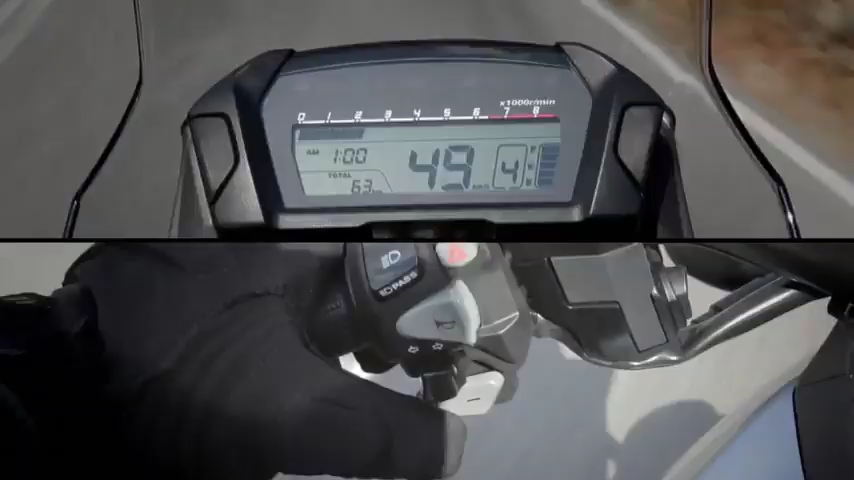 x1000r/min
0 1 2 3 4 5 6 7 8
AM 1:00
49
4
TOTAL
63
PASS
-